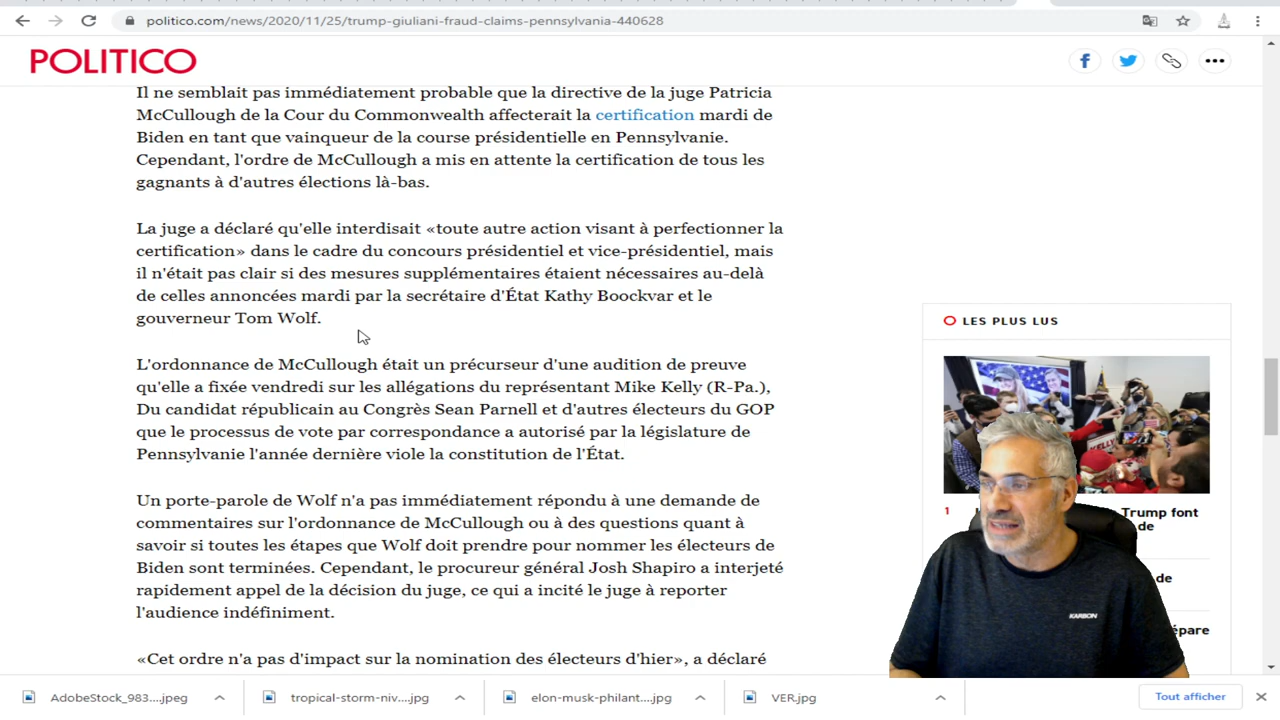 politico.com/news/2020/11/25/trump-giuliani-fraud-claims-pennsylvania-440628
POLITICO
Il ne semblait pas immédiatement probable que la directive de la juge Patricia
McCullough de la Cour du Commonwealth affecterait la certification mardi de
Biden en tant que vainqueur de la course présidentielle en Pennsylvanie.
Cependant, l'ordre de McCullough a mis en attente la certification de tous les
gagnants à d'autres élections là-bas.
La juge a déclaré qu'elle interdisait «toute autre action visant à perfectionner la
certification» dans le cadre du concours présidentiel et vice-présidentiel, mais
il n'était pas clair si des mesures supplémentaires étaient nécessaires au-delà
de celles annoncées mardi par la secrétaire d'État Kathy Boockvar et le
gouverneur Tom Wolf.
L'ordonnance de McCullough était un précurseur d'une audition de preuve
qu'elle a fixée vendredi sur les allégations du représentant Mike Kelly (R-Pa.),
Du candidat républicain au Congrès Sean Parnell et d'autres électeurs du GOP
que le processus de vote par correspondance a autorisé par la législature de
Pennsylvanie l'année dernière viole la constitution de l'État.
Un porte-parole de Wolf n'a pas immédiatement répondu à une demande de
commentaires sur l'ordonnance de McCullough ou à des questions quant à
savoir si toutes les étapes que Wolf doit prendre pour nommer les électeurs de
Biden sont terminées. Cependant, le procureur général Josh Shapiro a interjeté
rapidement appel de la décision du juge, ce qui a incité le juge à reporter
l'audience indéfiniment.
«Cet ordre n'a pas d'impact sur la nomination des électeurs d'hier», a déclaré
LES PLUS LUS
1
Trump font
de
de
KARBON
AdobeStock_983....jpeg
tropical-storm-niv....jpg
elon-musk-philant....jpg
VER.jpg
Tout afficher